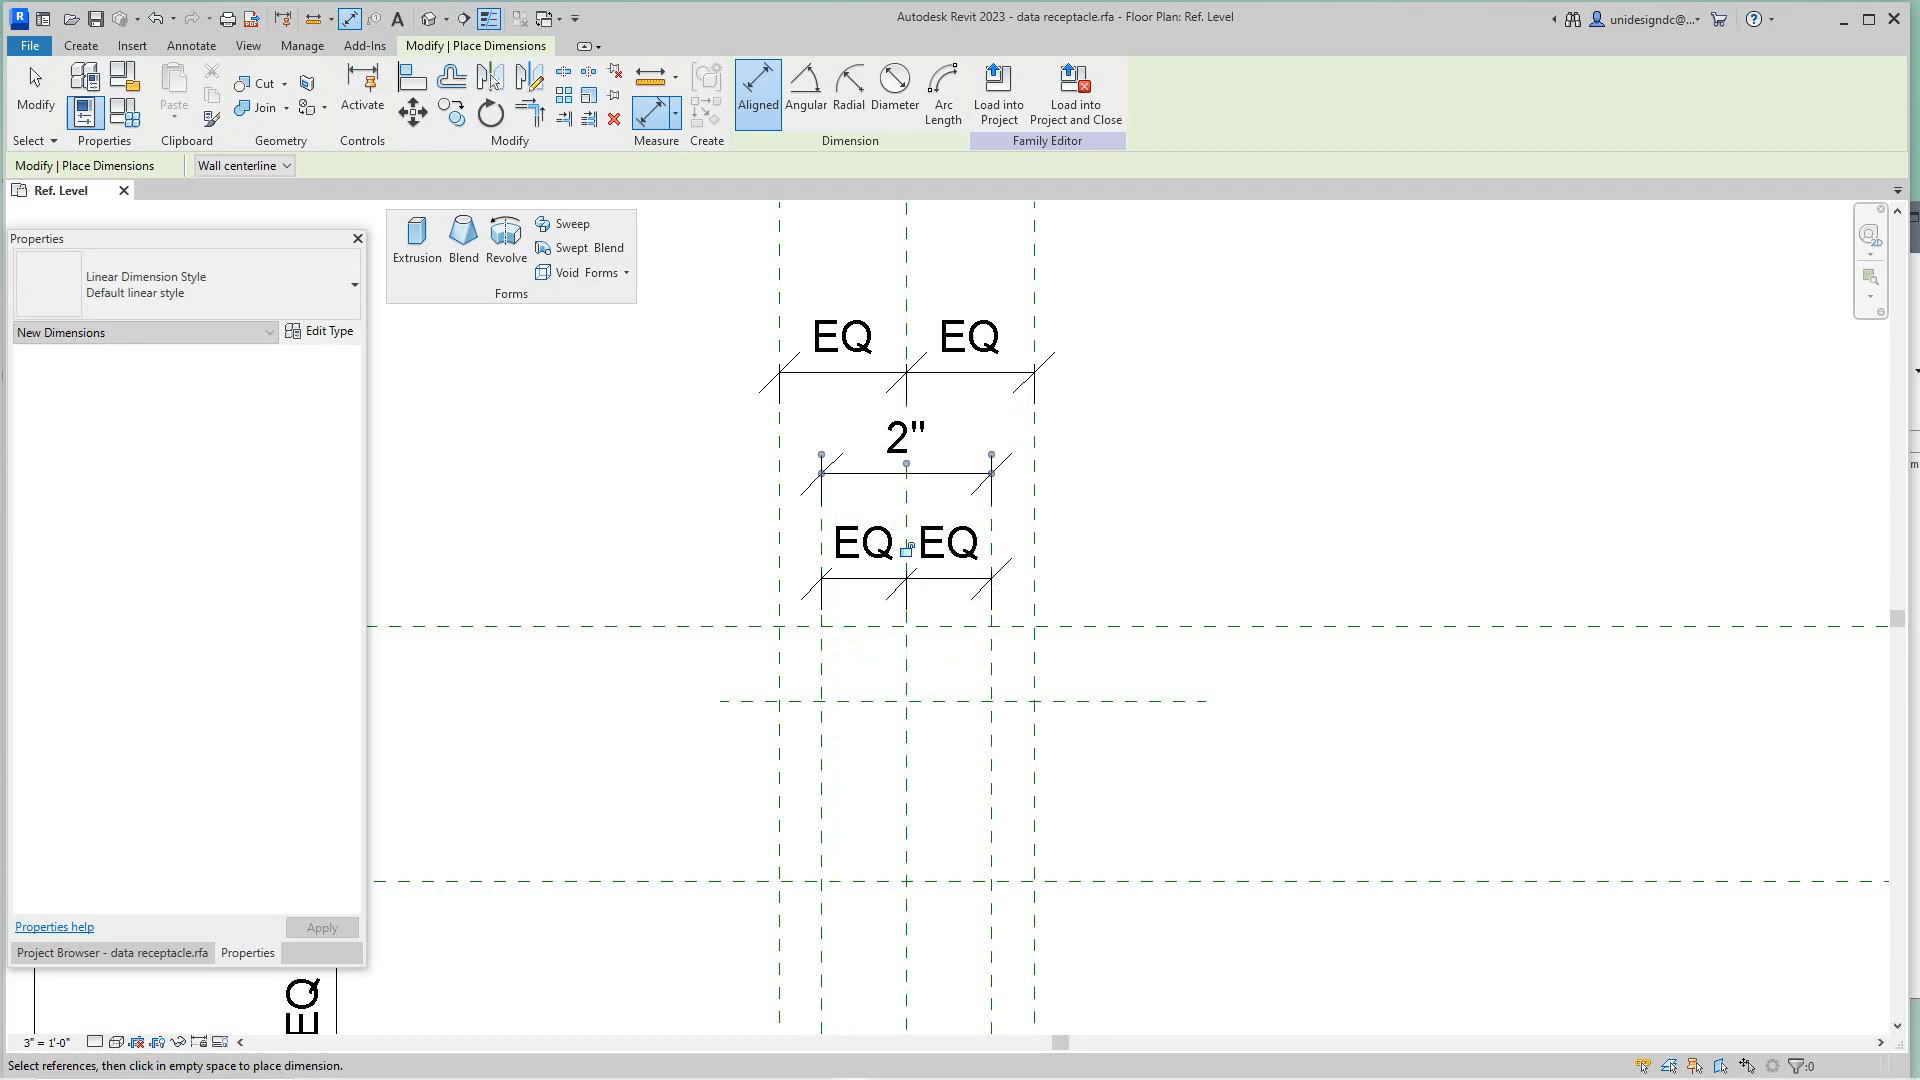 Autodesk Revit 2023 - data receptacle.rfa - Floor Plan: Ref. Level
unidesigndc@...
File Create Insert Annotate View Manage Add-Ins Modify | Place Dimensions
Modify Paste Cut Join Activate Aligned Angular Radial Diameter Arc Length Load into Project Load into Project and Close
Select Properties Clipboard Geometry Controls Modify Measure Create Dimension Family Editor
Modify | Place Dimensions Wall centerline
Ref. Level
Properties
Linear Dimension Style
Default linear style
New Dimensions Edit Type
Extrusion Blend Revolve
Sweep
Swept Blend
Void Forms
Forms
EQ EQ
2"
EQ EQ
2D
Properties help Apply
Project Browser - data receptacle.rfa Properties
EQ
3" = 1'-0"
Select references, then click in empty space to place dimension.
:0